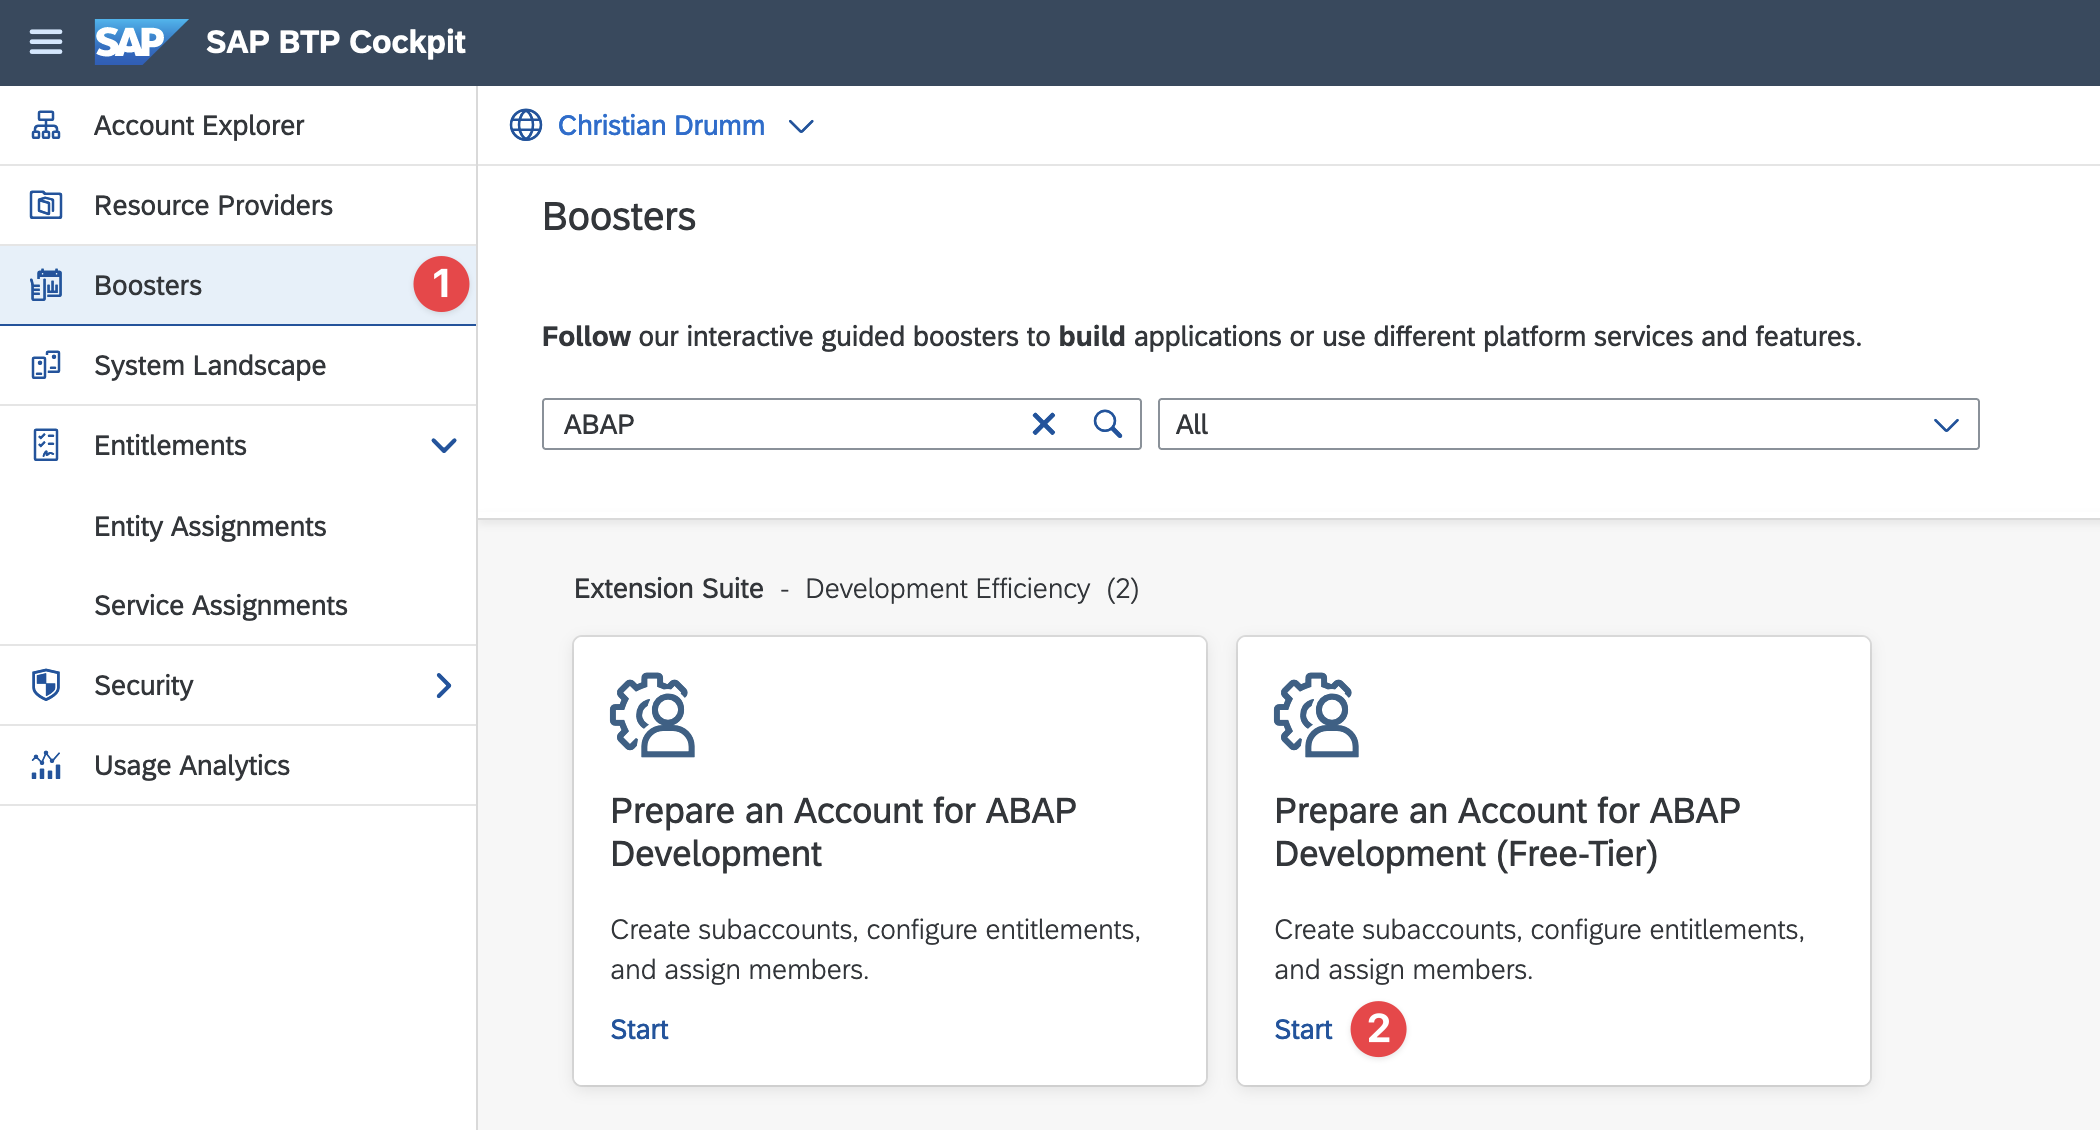 SAP SAP BTP Cockpit
Account Explorer
Resource Providers
Boosters 1
System Landscape
Entitlements
Entity Assignments
Service Assignments
Security
Usage Analytics
Christian Drumm
Boosters
Follow our interactive guided boosters to build applications or use different platform services and features.
ABAP
All
Extension Suite - Development Efficiency (2)
Prepare an Account for ABAP
Development
Create subaccounts, configure entitlements,
and assign members.
Start
Prepare an Account for ABAP
Development (Free-Tier)
Create subaccounts, configure entitlements,
and assign members.
Start 2